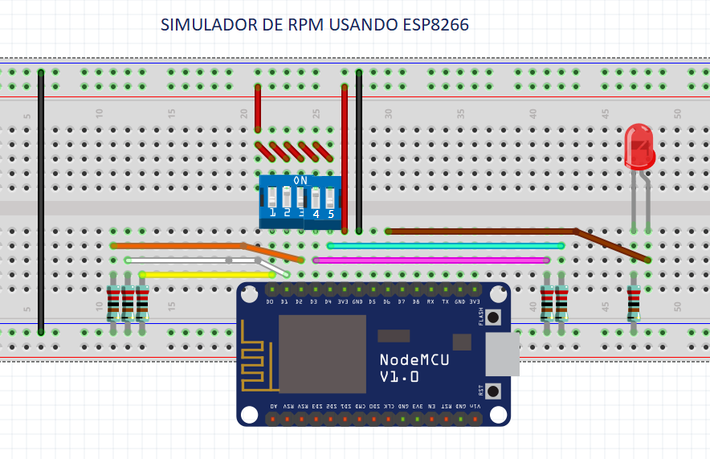 SIMULADOR DE RPM USANDO ESP8266
5 10 15 20 25 30 35 40 45 50
ON
1 2 3 4 5
10 15 40 50
D0 D1 D2 D3 D4 3V3 GND D5 D6 D7 D8 RX TX GND 3V3
FLASH
NodeMCU
V1.0
RST
A0 RSV RSV SD3 SD2 SD1 CMD SD0 CLK GND 3V3 EN RST GND Vin